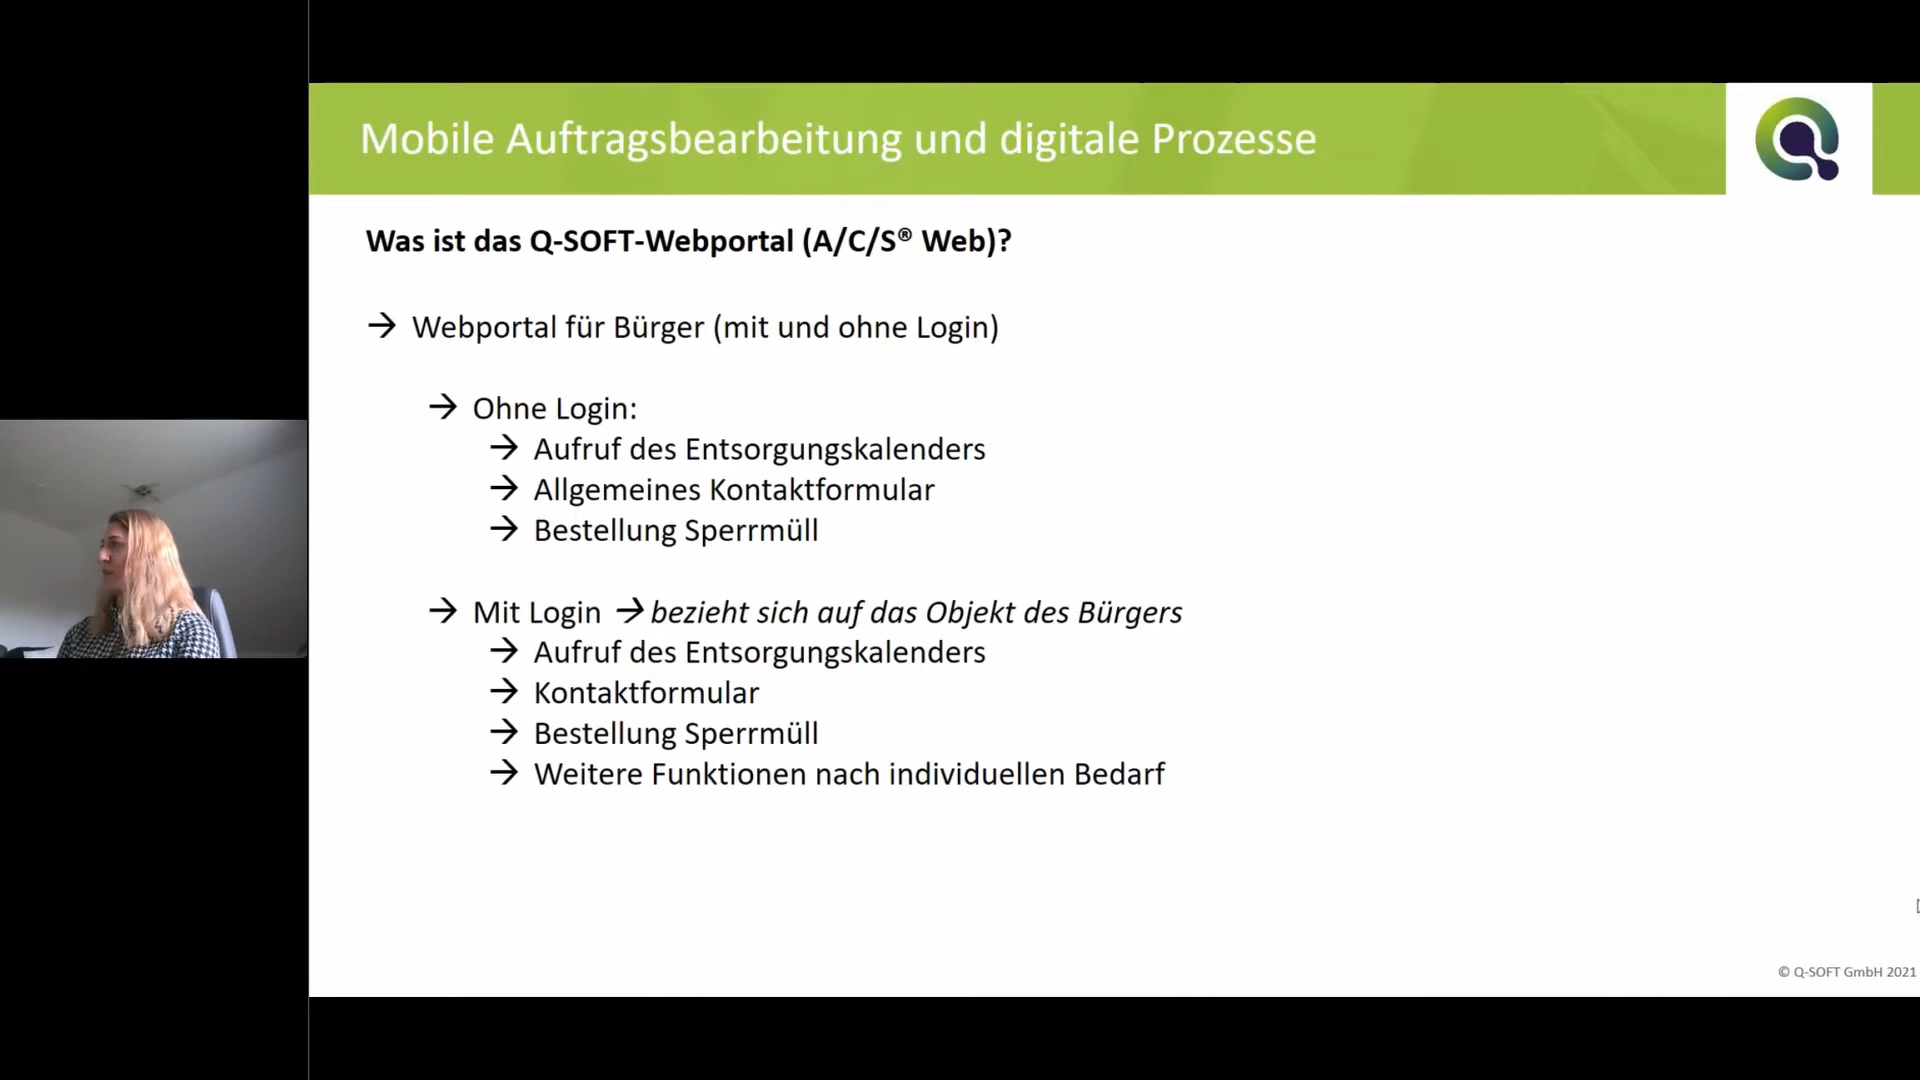 Mobile Auftragsbearbeitung und digitale Prozesse
Was ist das Q-SOFT-Webportal (A/C/S® Web)?
→ Webportal für Bürger (mit und ohne Login)
→ Ohne Login:
→ Aufruf des Entsorgungskalenders
→ Allgemeines Kontaktformular
→ Bestellung Sperrmüll
→ Mit Login → bezieht sich auf das Objekt des Bürgers
→ Aufruf des Entsorgungskalenders
→ Kontaktformular
→ Bestellung Sperrmüll
→ Weitere Funktionen nach individuellen Bedarf
© Q-SOFT GmbH 2021